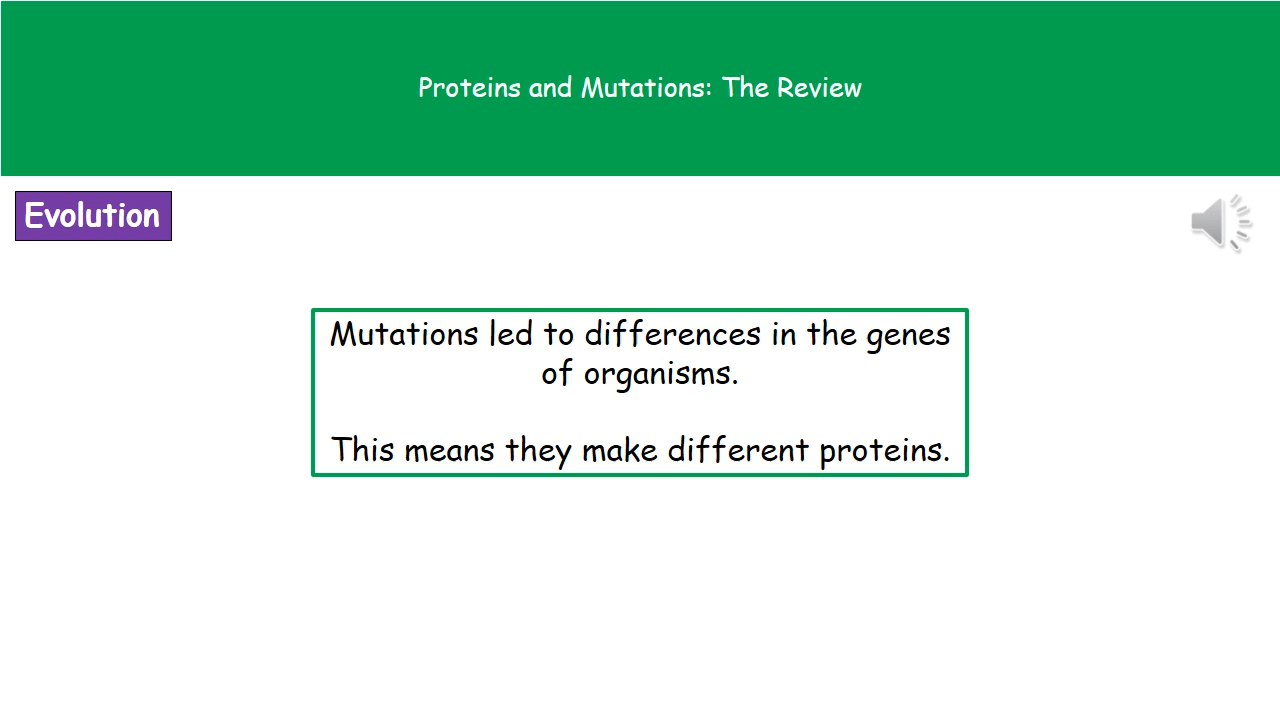 Proteins and Mutations: The Review
Evolution
Mutations led to differences in the genes
of organisms.
This means they make different proteins.